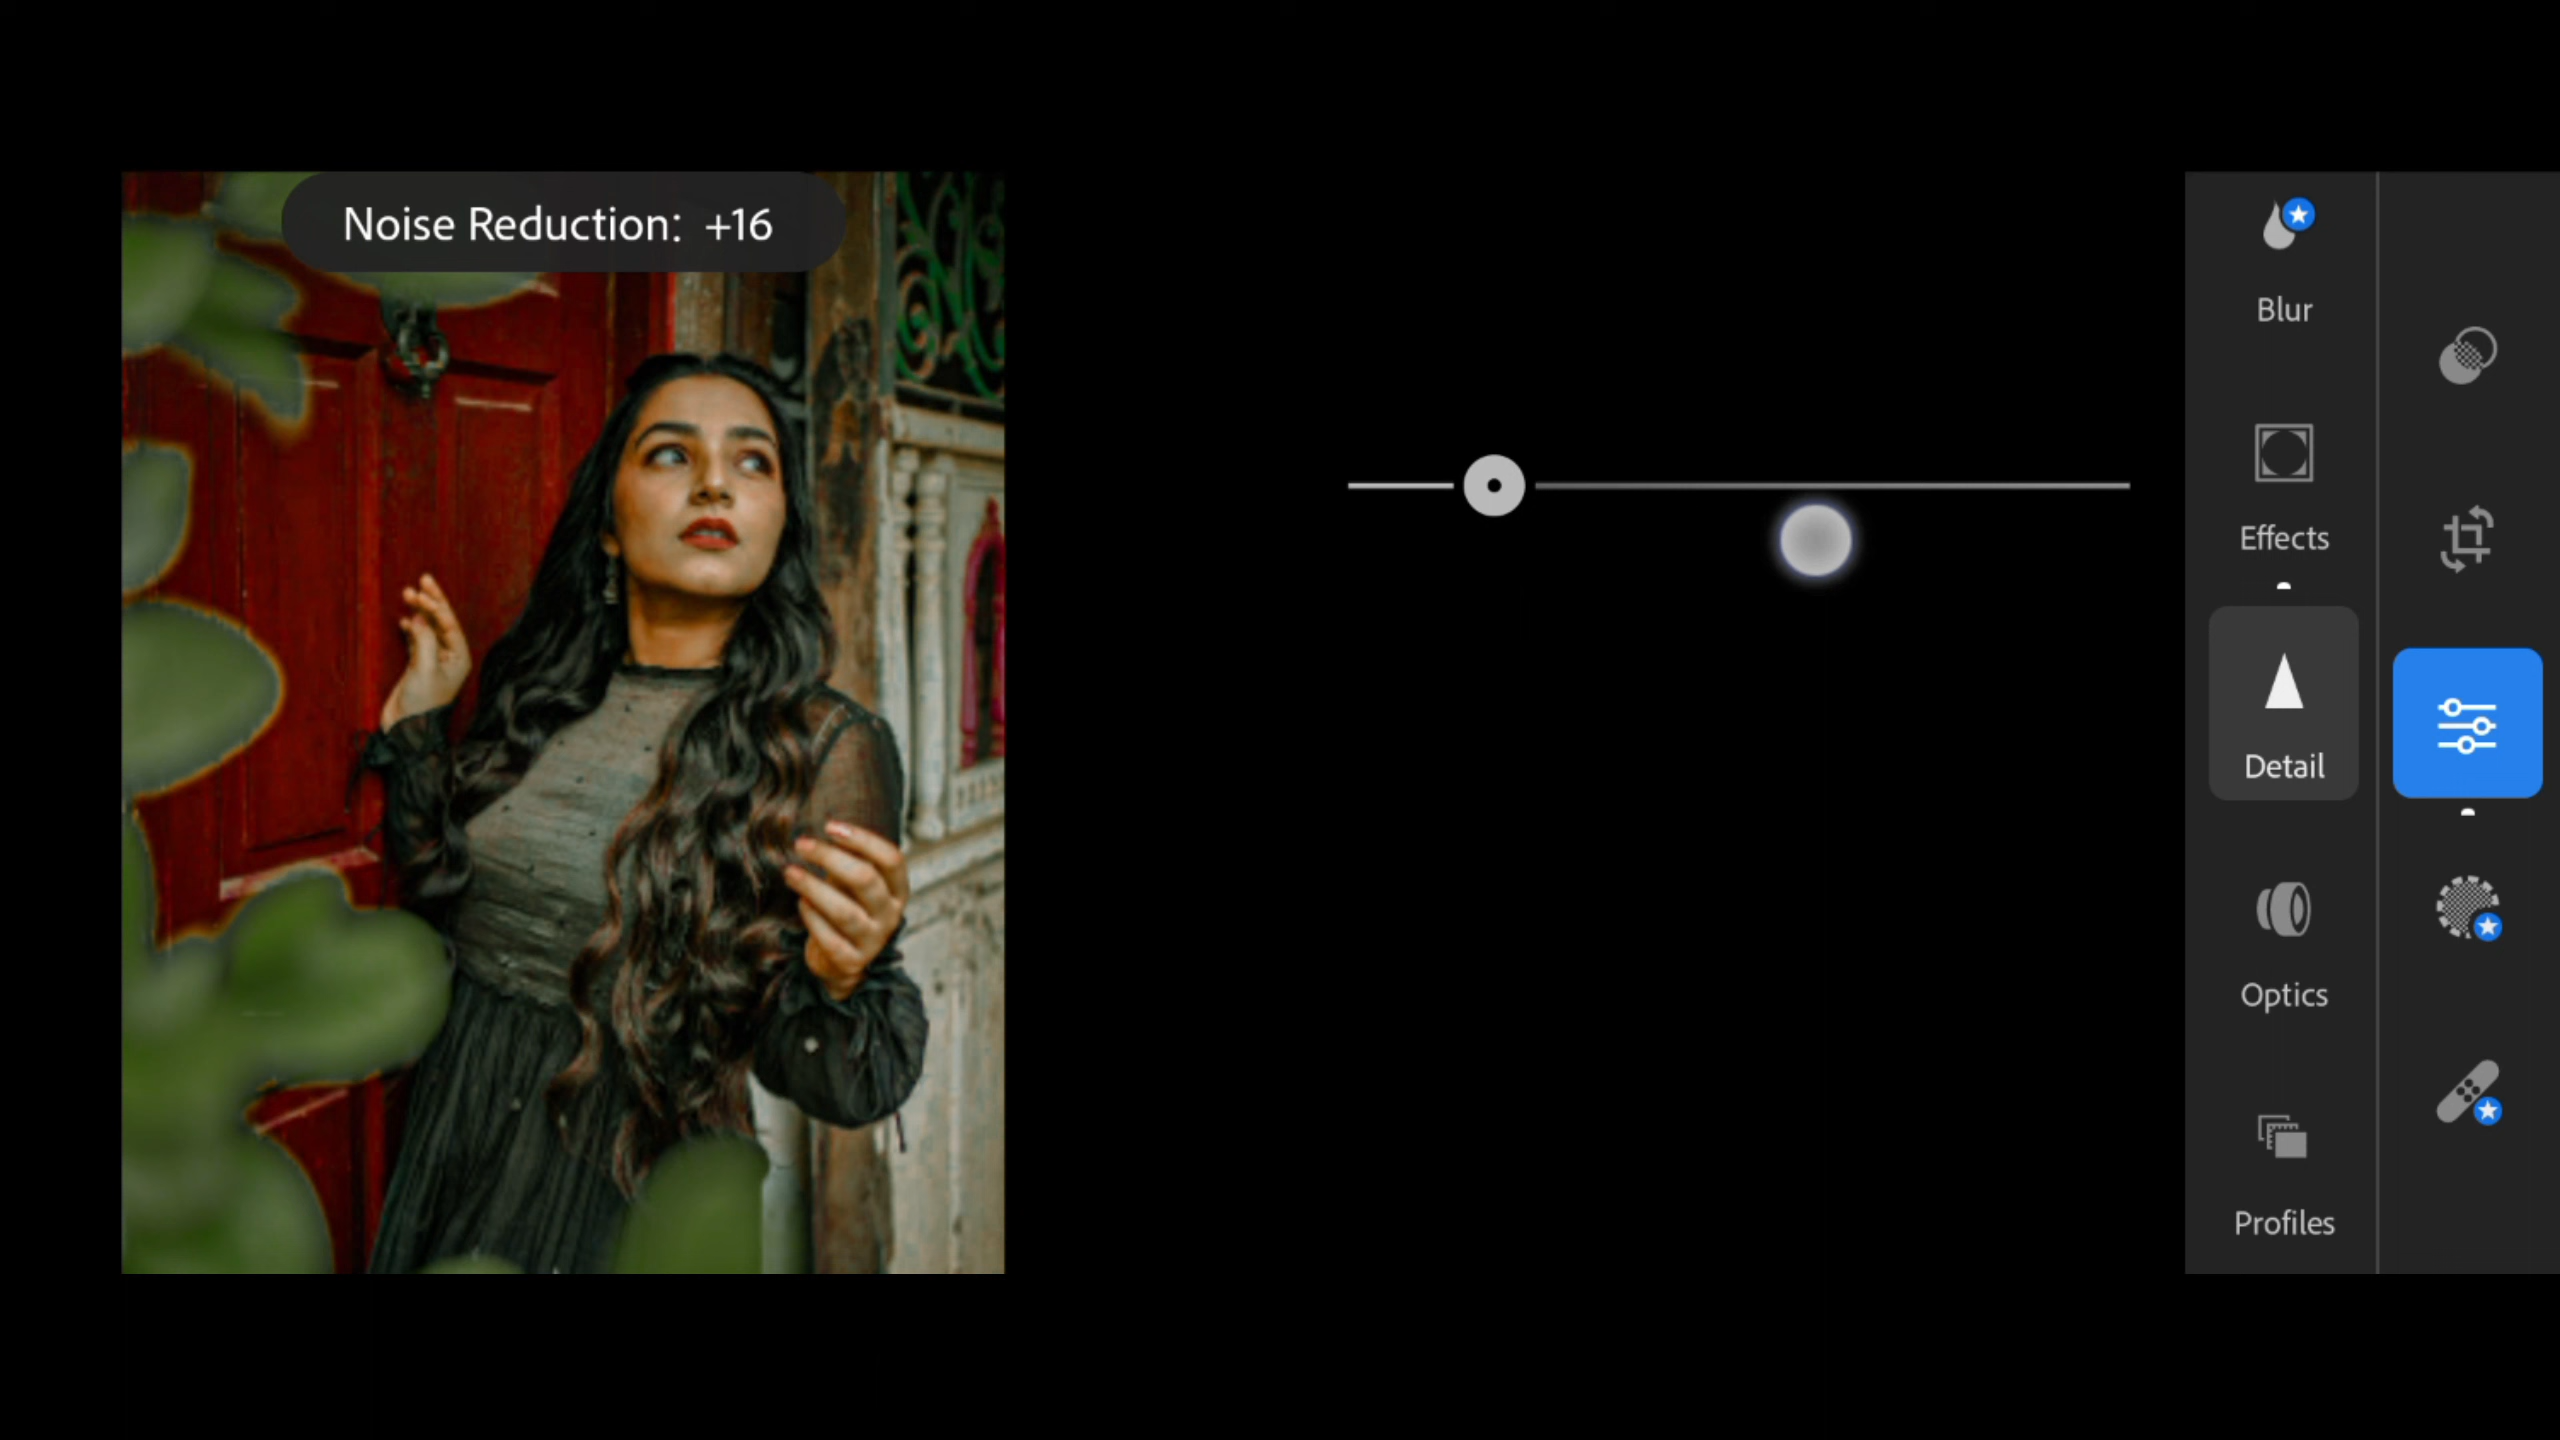 Noise Reduction: +16
Blur
Effects
Detail
Optics
Profiles